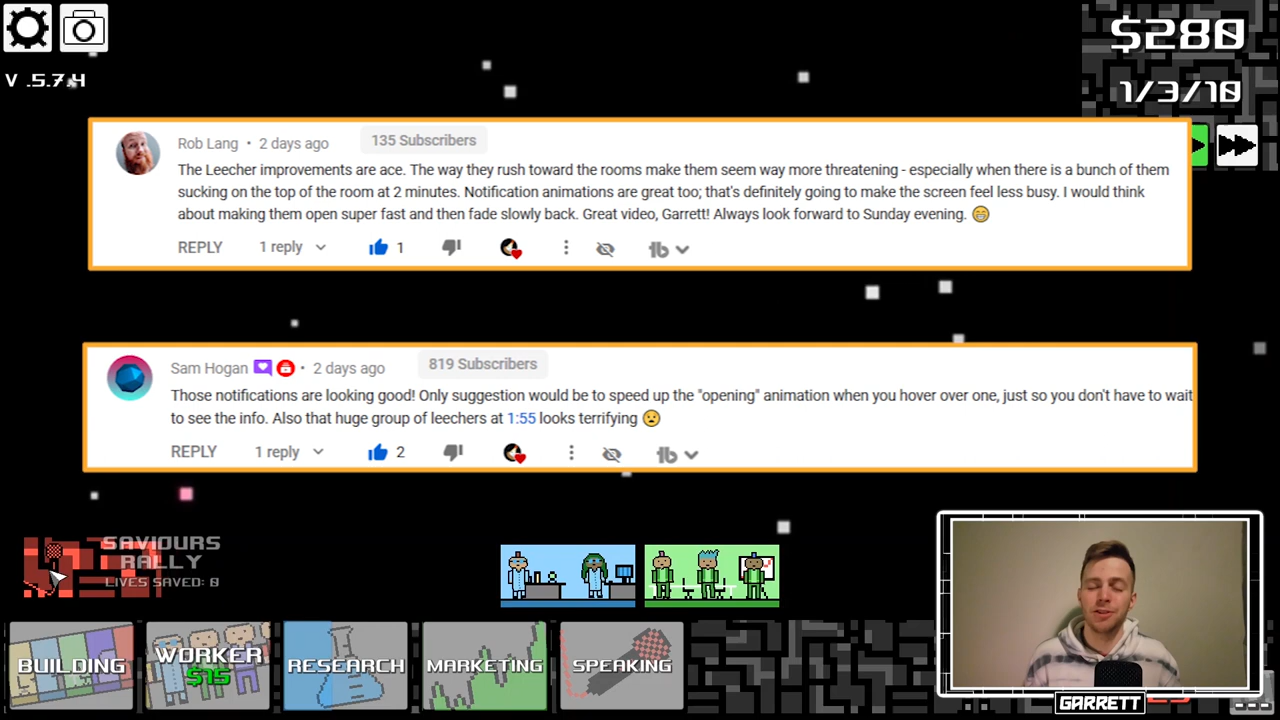 $280
V .5.7.4
1/3/10
Rob Lang • 2 days ago 135 Subscribers
The Leecher improvements are ace. The way they rush toward the rooms make them seem way more threatening - especially when there is a bunch of them
sucking on the top of the room at 2 minutes. Notification animations are great too; that's definitely going to make the screen feel less busy. I would think
about making them open super fast and then fade slowly back. Great video, Garrett! Always look forward to Sunday evening. 😁
REPLY 1 reply 1
Sam Hogan • 2 days ago 819 Subscribers
Those notifications are looking good! Only suggestion would be to speed up the "opening" animation when you hover over one, just so you don't have to wait
to see the info. Also that huge group of leechers at 1:55 looks terrifying 😟
REPLY 1 reply 2
SAVIOURS
RALLY
LIVES SAVED: 0
BUILDING
WORKER
$15
RESEARCH
MARKETING
SPEAKING
GARRETT